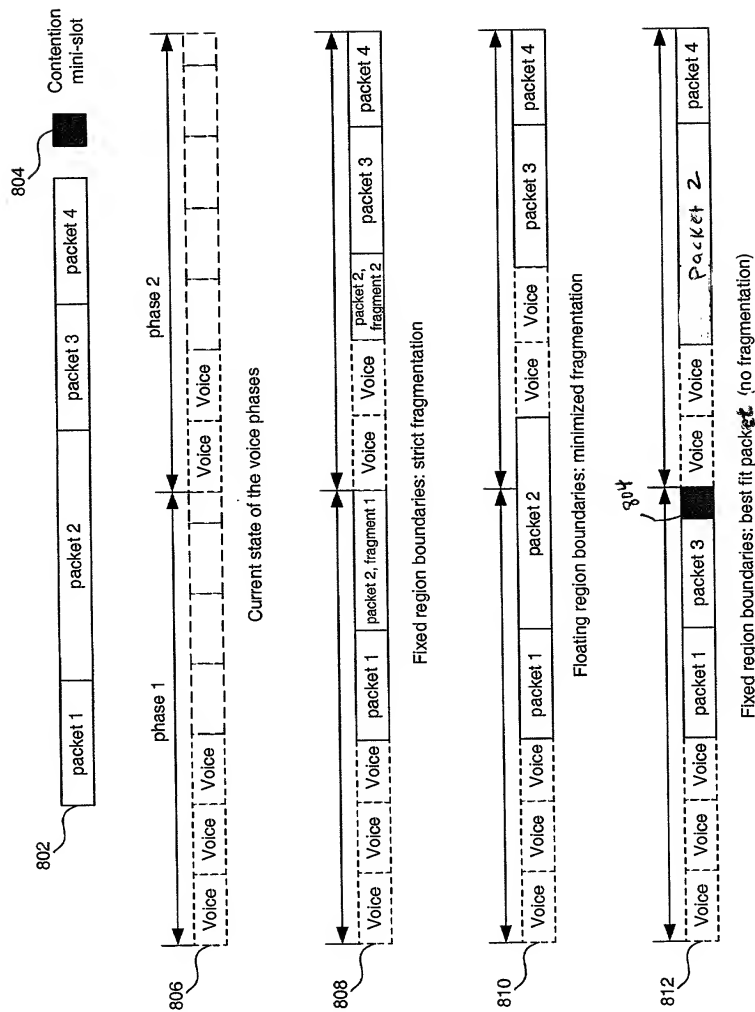 802
packet 1
packet 2
packet 3
packet 4
804
Contention
mini-slot
phase 1
phase 2
806
Voice
Voice
Voice
Voice
Voice
Current state of the voice phases
808
Voice
Voice
Voice
packet 1
packet 2, fragment 1
Voice
Voice
packet 2,
fragment 2
packet 3
packet 4
Fixed region boundaries: strict fragmentation
810
Voice
Voice
Voice
packet 1
packet 2
Voice
Voice
packet 3
packet 4
Floating region boundaries: minimized fragmentation
804
812
Voice
Voice
Voice
packet 1
packet 3
Voice
Voice
Packet 2
packet 4
Fixed region boundaries: best fit packet (no fragmentation)